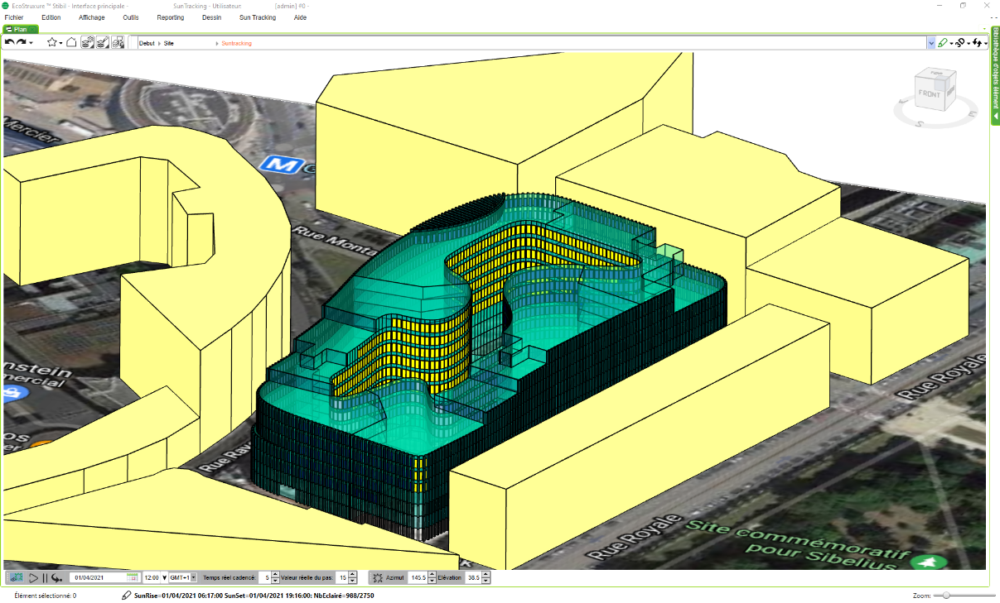 EcoStruxure ™ Stibil - Interface principale - SunTracking - Utilisateur: [admin] #0 -
Fichier Edition Affichage Outils Reporting Dessin Sun Tracking Aide
Plan
Debut Site Suntracking
Bibliothèque d'objets élément
FRONT
W
S
E
Mercier
M
Rue Monta
nstein
mercial
os
er
Rue Rav
Rue Royale
Rue Royale
Site commémoratif
pour Sibelius
01/04/2021 12:00 GMT+1 Temps réel cadencé: 5 Valeur réelle du pas: 15 Azimut 145.5 Elévation 38.5
Élément sélectionné: 0 SunRise=01/04/2021 06:17:00 SunSet=01/04/2021 19:16:00: NbEclairé=988/2750 Zoom: